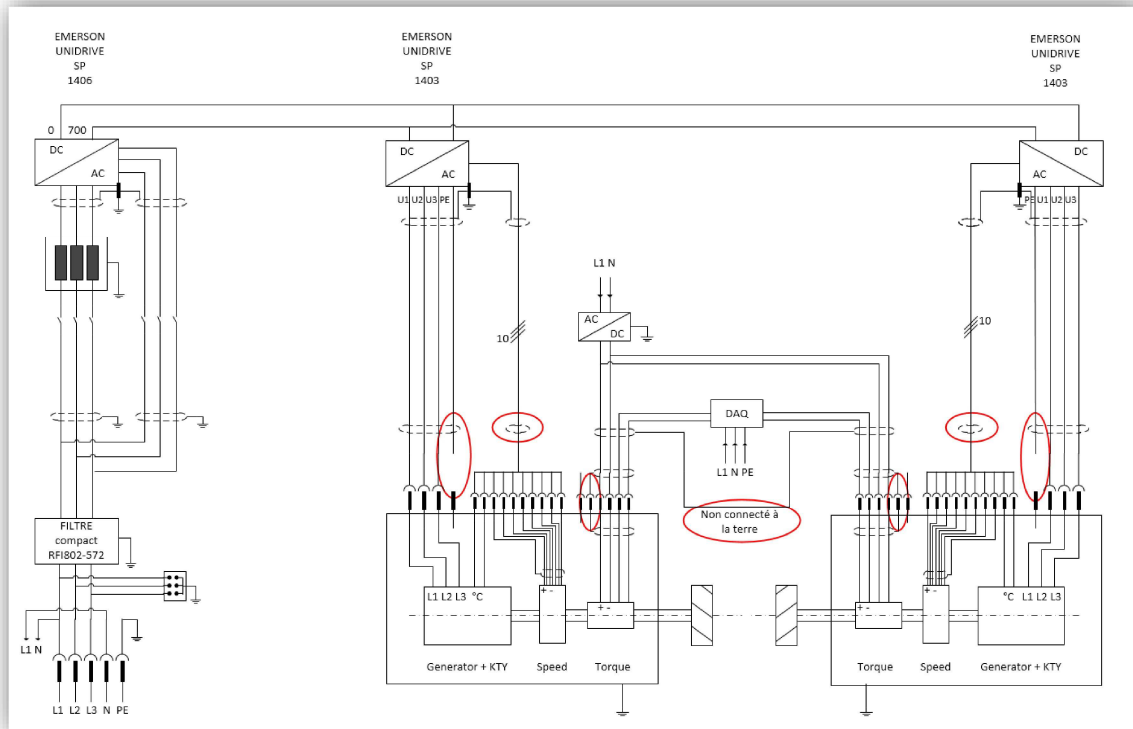 EMERSON
UNIDRIVE
SP
1406
EMERSON
UNIDRIVE
SP
1403
EMERSON
UNIDRIVE
SP
1403
0 700
DC
AC
DC
AC
DC
AC
U1 U2 U3 PE
PE U1 U2 U3
L1 N
AC
DC
10
10
DAQ
L1 N PE
Non connecté à
la terre
FILTRE
compact
RFI802-572
L1 N
L1 L2 L3 N PE
L1 L2 L3 °C
+ -
+ -
Generator + KTY Speed Torque
+ -
+ -
°C L1 L2 L3
Torque Speed Generator + KTY